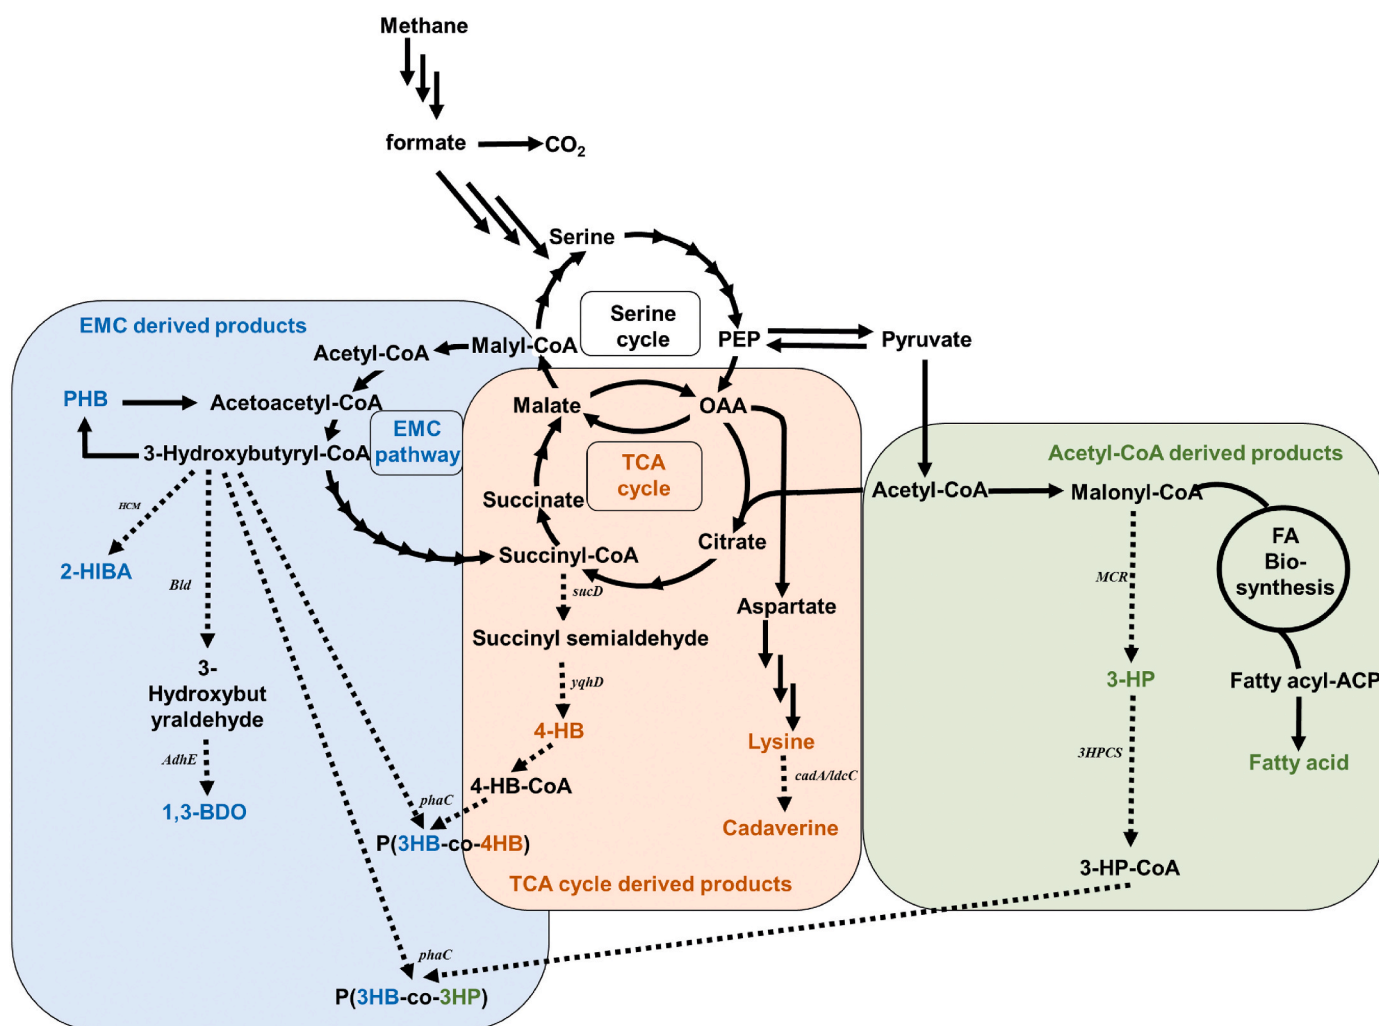 Methane
formate
CO2
Serine
Serine
cycle
EMC derived products
Acetyl-CoA
Malyl-CoA
PEP
Pyruvate
PHB
Acetoacetyl-CoA
Malate
OAA
EMC
pathway
3-Hydroxybutyryl-CoA
TCA
cycle
Acetyl-CoA derived products
Acetyl-CoA
Malonyl-CoA
Succinate
HCM
Citrate
FA
Bio-
synthesis
2-HIBA
Succinyl-CoA
Bld
sucD
MCR
Aspartate
Succinyl semialdehyde
3-
Hydroxybut
yraldehyde
yqhD
3-HP
Fatty acyl-ACP
4-HB
Lysine
AdhE
cadA/ldcC
3HPCS
Fatty acid
4-HB-CoA
phaC
1,3-BDO
Cadaverine
P(3HB-co-4HB)
TCA cycle derived products
3-HP-CoA
phaC
P(3HB-co-3HP)